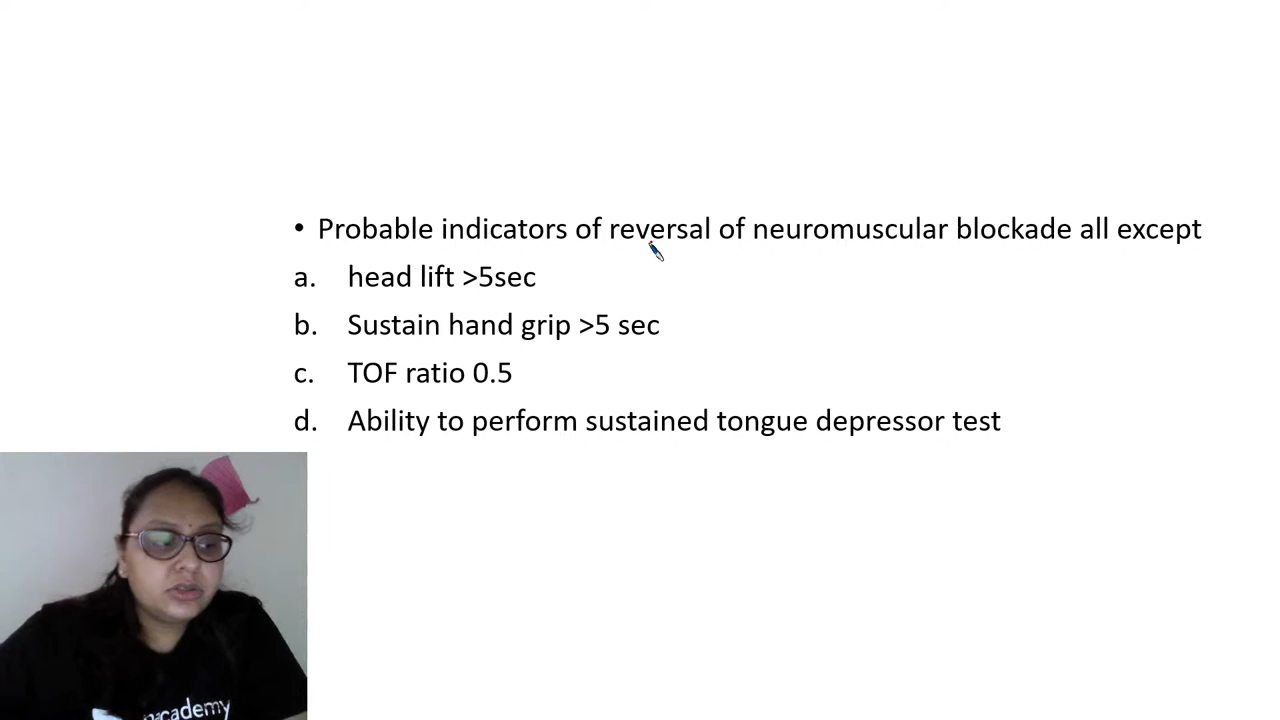 • Probable indicators of reversal of neuromuscular blockade all except
a. head lift >5sec
b. Sustain hand grip >5 sec
c. TOF ratio 0.5
d. Ability to perform sustained tongue depressor test